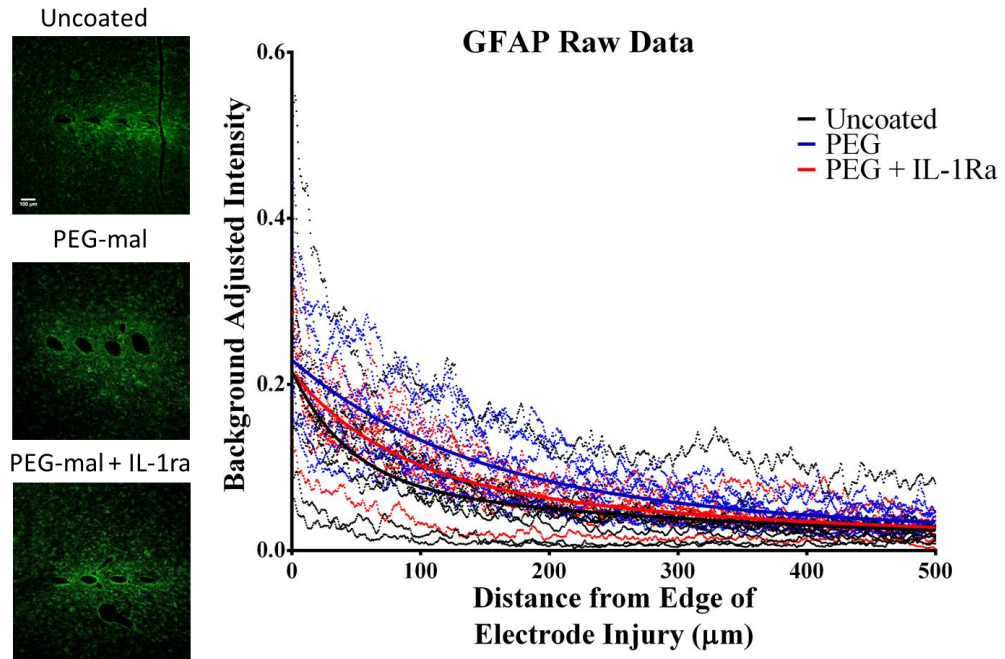 Uncoated
100 µm
PEG-mal
PEG-mal + IL-1ra
GFAP Raw Data
Background Adjusted Intensity
0.6
0.4
0.2
0.0
Uncoated
PEG
PEG + IL-1Ra
0 100 200 300 400 500
Distance from Edge of
Electrode Injury (µm)